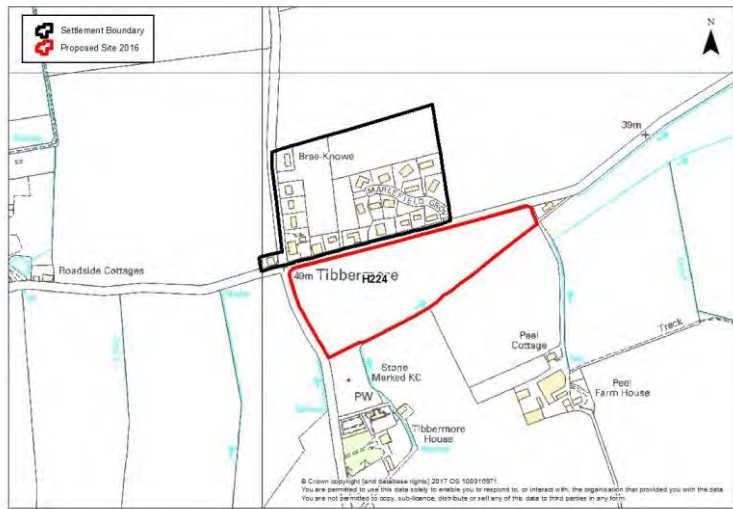 Settlement Boundary
Proposed Site 2016
N
39m
Brae-Knowe
MARLEFIELD GROVE
Roadside Cottages
49m
Tibbermore
H224
Peel
Cottage
Track
Stone
Marked KC
Peel
Farm House
PW
Tibbermore
House
© Crown copyright [and database rights] 2017 OS 100016971.
You are permitted to use this data solely to enable you to respond to, or interact with, the organisation that provided you with the data.
You are not permitted to copy, sub-licence, distribute or sell any of this data to third parties in any form.